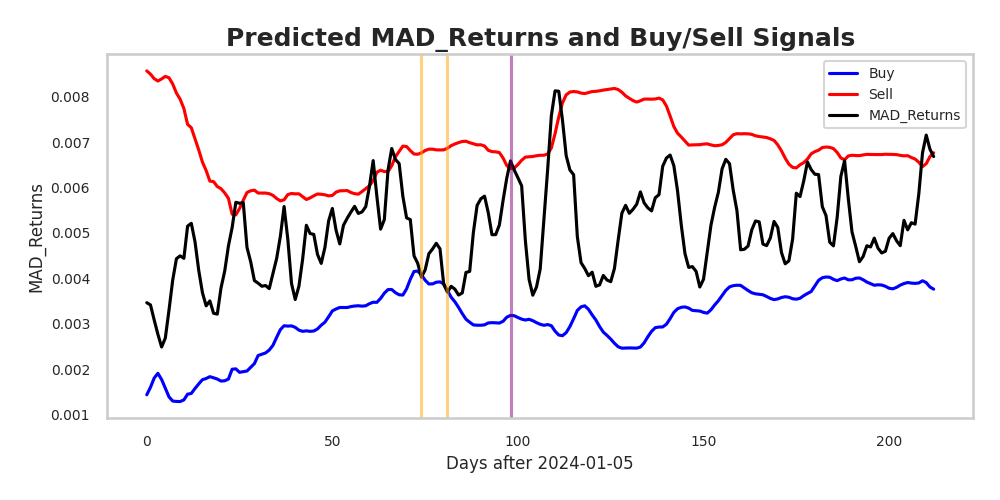 Predicted MAD_Returns and Buy/Sell Signals
Buy
Sell
MAD_Returns
MAD_Returns
0.008
0.007
0.006
0.005
0.004
0.003
0.002
0.001
0 50 100 150 200
Days after 2024-01-05